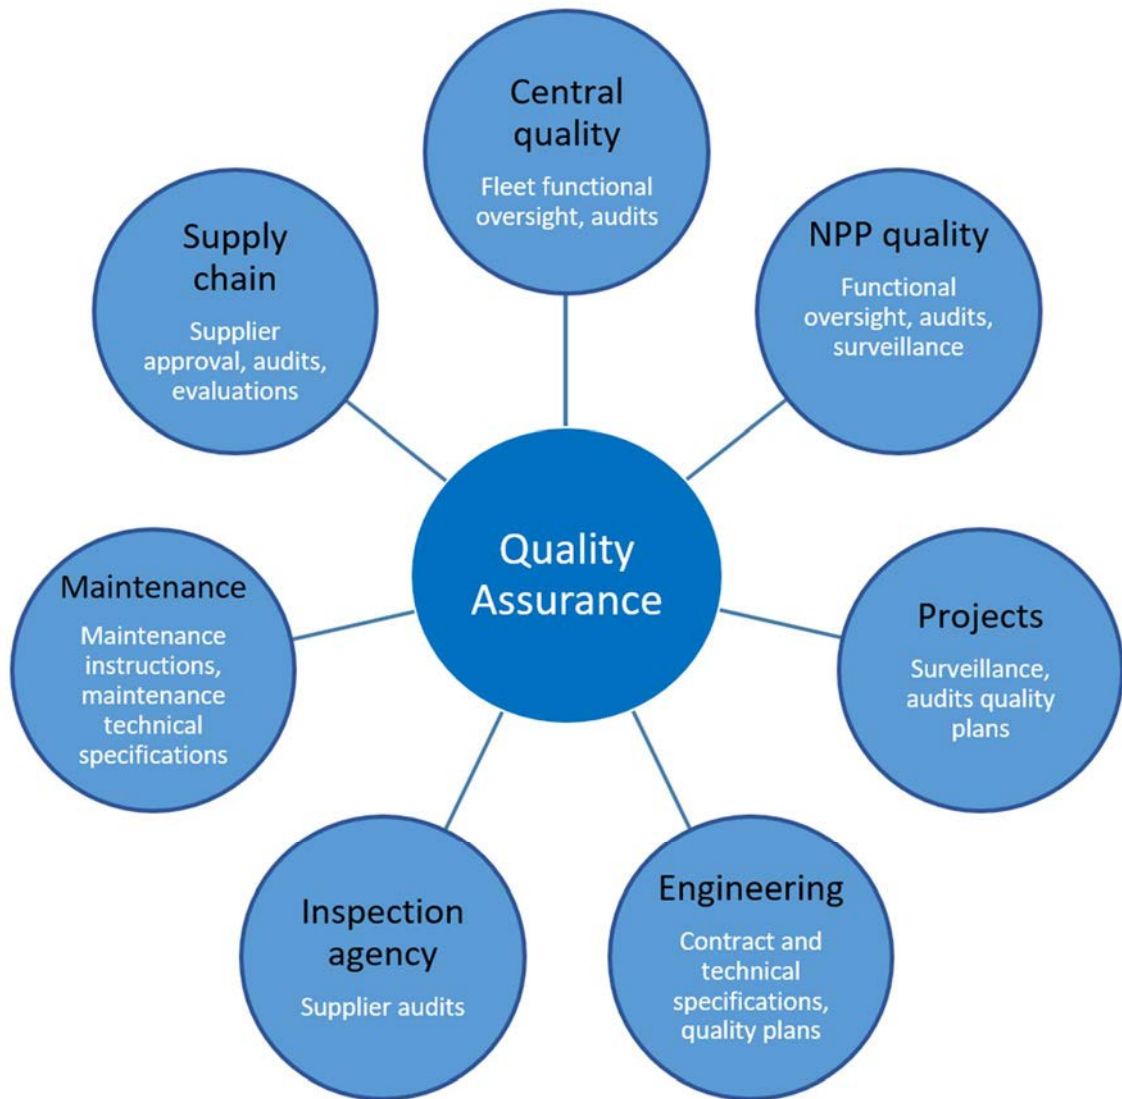 Central
quality
Fleet functional
oversight, audits
NPP quality
Functional
oversight, audits,
surveillance
Projects
Surveillance,
audits quality
plans
Engineering
Contract and
technical
specifications,
quality plans
Inspection
agency
Supplier audits
Maintenance
Maintenance
instructions,
maintenance
technical
specifications
Supply
chain
Supplier
approval, audits,
evaluations
Quality
Assurance